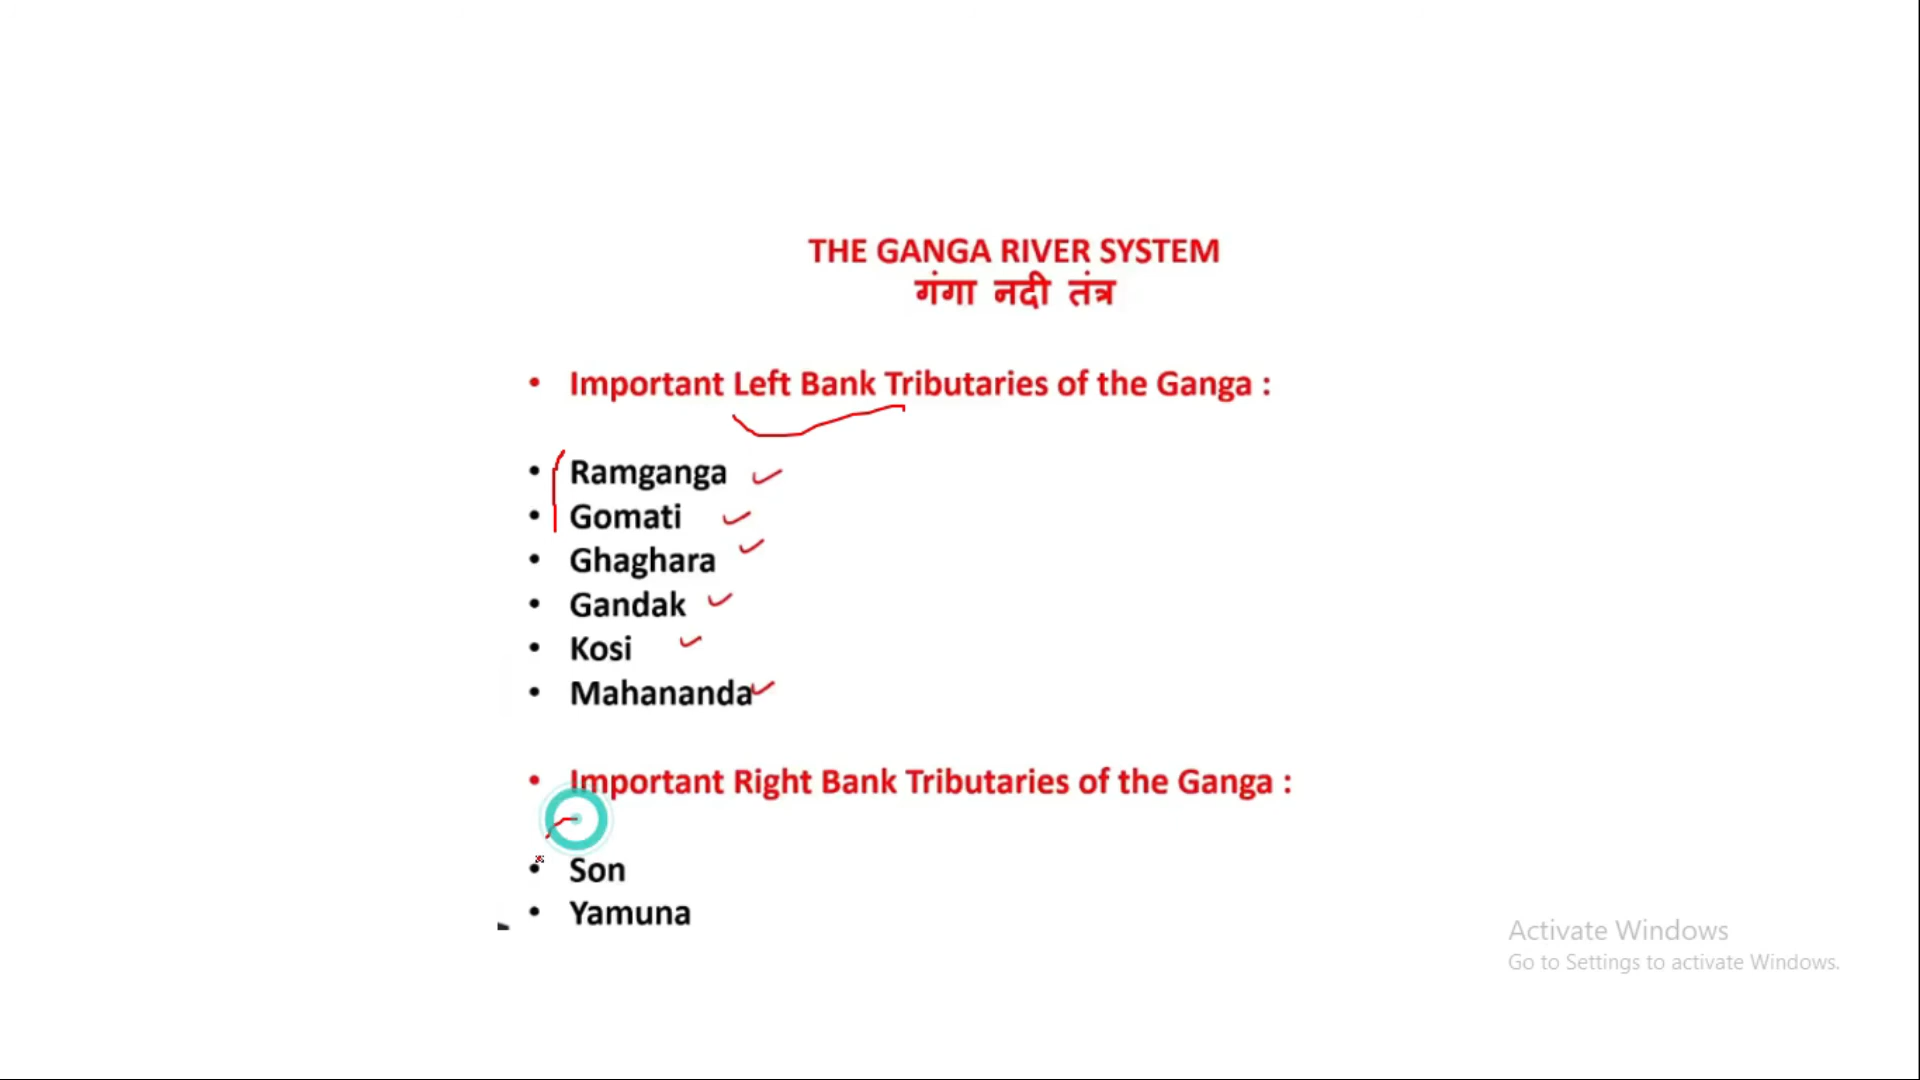 THE GANGA RIVER SYSTEM
गंगा नदी तंत्र
• Important Left Bank Tributaries of the Ganga :
• Ramganga
• Gomati
• Ghaghara
• Gandak
• Kosi
• Mahananda
• Important Right Bank Tributaries of the Ganga :
• Son
• Yamuna
Activate Windows
Go to Settings to activate Windows.